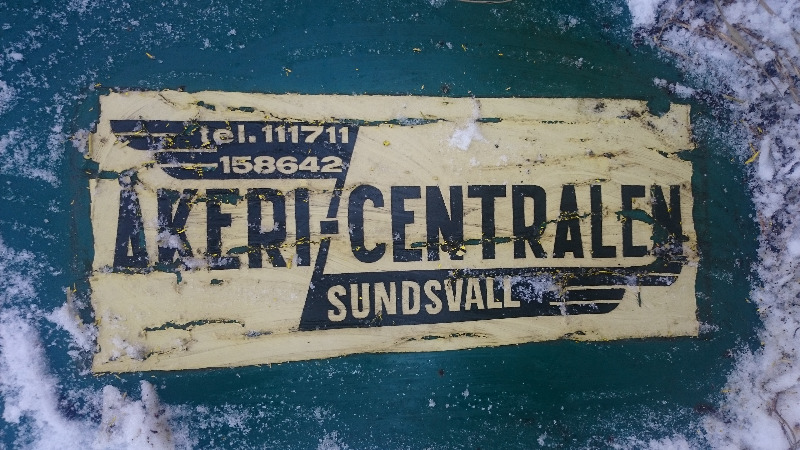 tel. 111711
158642
ÅKERI-CENTRALEN
SUNDSVALL